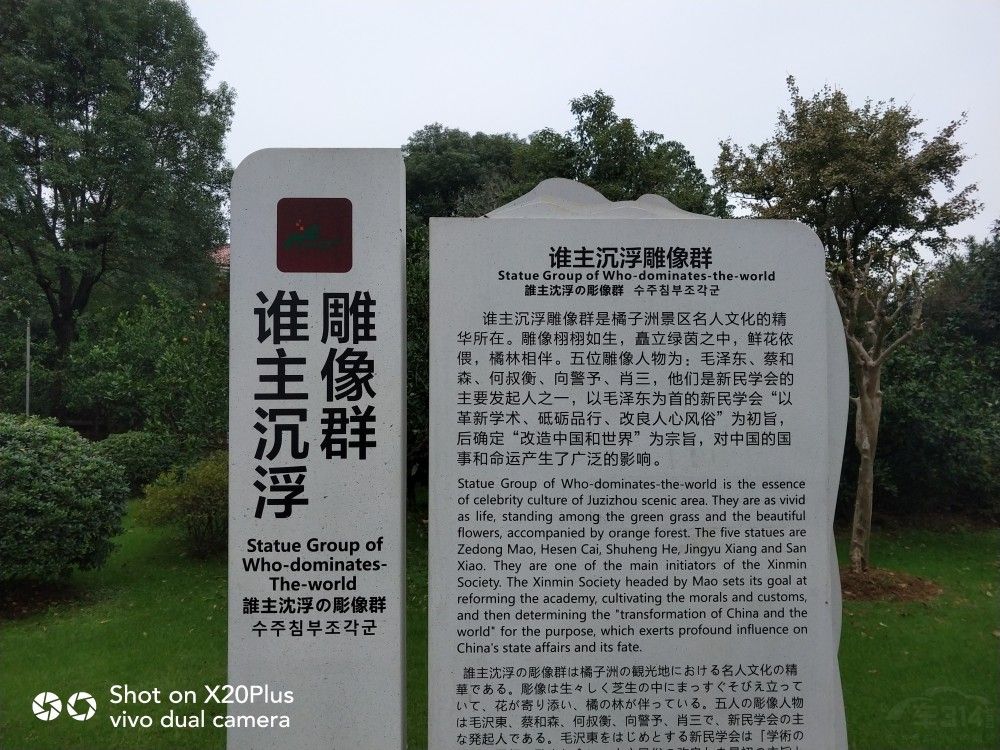 谁主沉浮
雕像群
Statue Group of
Who-dominates-
The-world
誰主沈浮の彫像群
수주침부조각군
谁主沉浮雕像群
Statue Group of Who-dominates-the-world
誰主沈浮の彫像群 수주침부조각군
谁主沉浮雕像群是橘子洲景区名人文化的精
华所在。雕像栩栩如生，矗立绿茵之中，鲜花依
偎，橘林相伴。五位雕像人物为：毛泽东、蔡和
森、何叔衡、向警予、肖三，他们是新民学会的
主要发起人之一，以毛泽东为首的新民学会“以
革新学术、砥砺品行、改良人心风俗”为初旨，
后确定“改造中国和世界”为宗旨，对中国的国
事和命运产生了广泛的影响。
Statue Group of Who-dominates-the-world is the essence
of celebrity culture of Juzizhou scenic area. They are as vivid
as life, standing among the green grass and the beautiful
flowers, accompanied by orange forest. The five statues are
Zedong Mao, Hesen Cai, Shuheng He, Jingyu Xiang and San
Xiao. They are one of the main initiators of the Xinmin
Society. The Xinmin Society headed by Mao sets its goal at
reforming the academy, cultivating the morals and customs,
and then determining the "transformation of China and the
world" for the purpose, which exerts profound influence on
China's state affairs and its fate.
誰主沈浮の彫像群は橘子洲の観光地における名人文化の精
華である。彫像は生々しく芝生の中にまっすぐそびえ立って
いて、花が寄り添い、橘の林が伴っている。五人の彫像人物
は毛沢東、蔡和森、何叔衡、向警予、肖三で、新民学会の主
な発起人である。毛沢東をはじめとする新民学会は「学術の
Shot on X20Plus
vivo dual camera